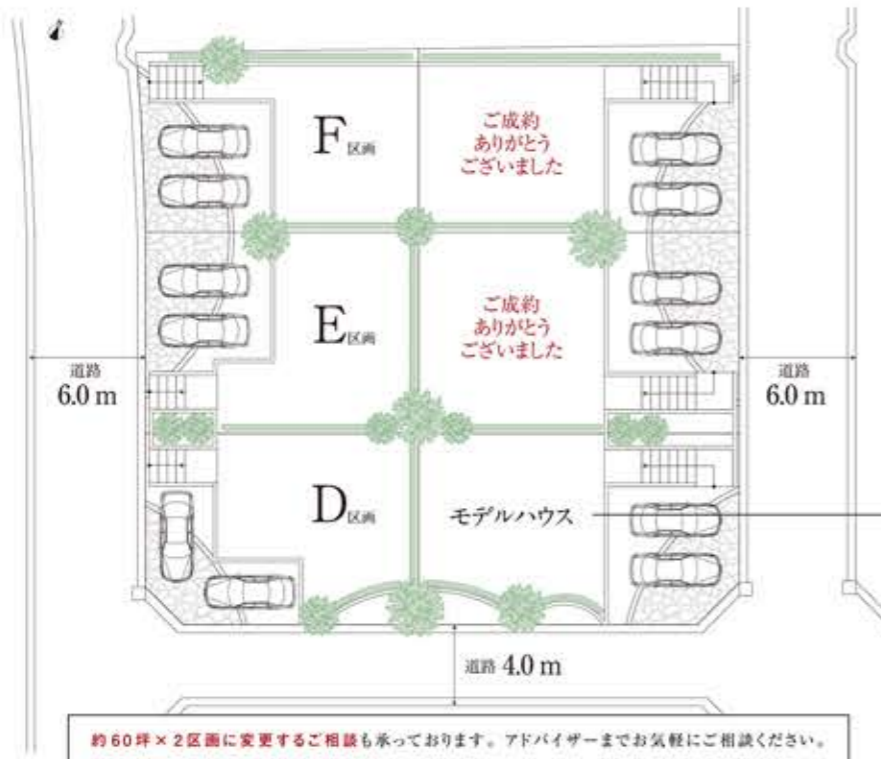 F区画
ご成約
ありがとう
ございました
E区画
ご成約
ありがとう
ございました
道路
6.0 m
道路
6.0 m
D区画
モデルハウス
道路 4.0 m
約60坪×2区画に変更するご相談も承っております。アドバイザーまでお気軽にご相談ください。